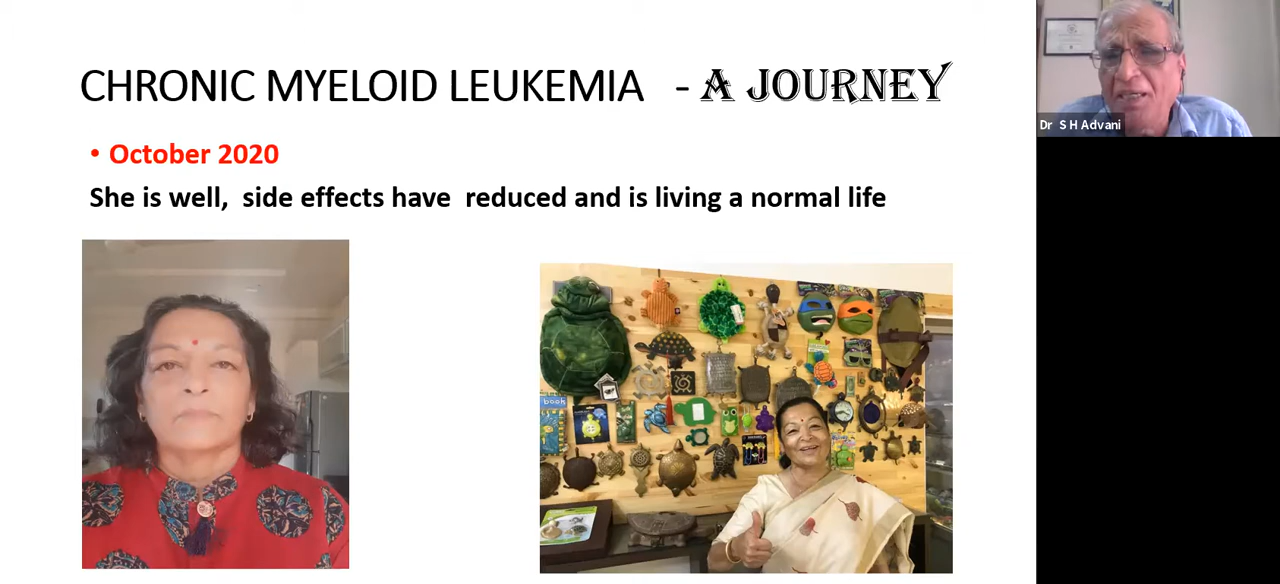 CHRONIC MYELOID LEUKEMIA - A JOURNEY
• October 2020
She is well, side effects have reduced and is living a normal life
Dr S H Advani
book